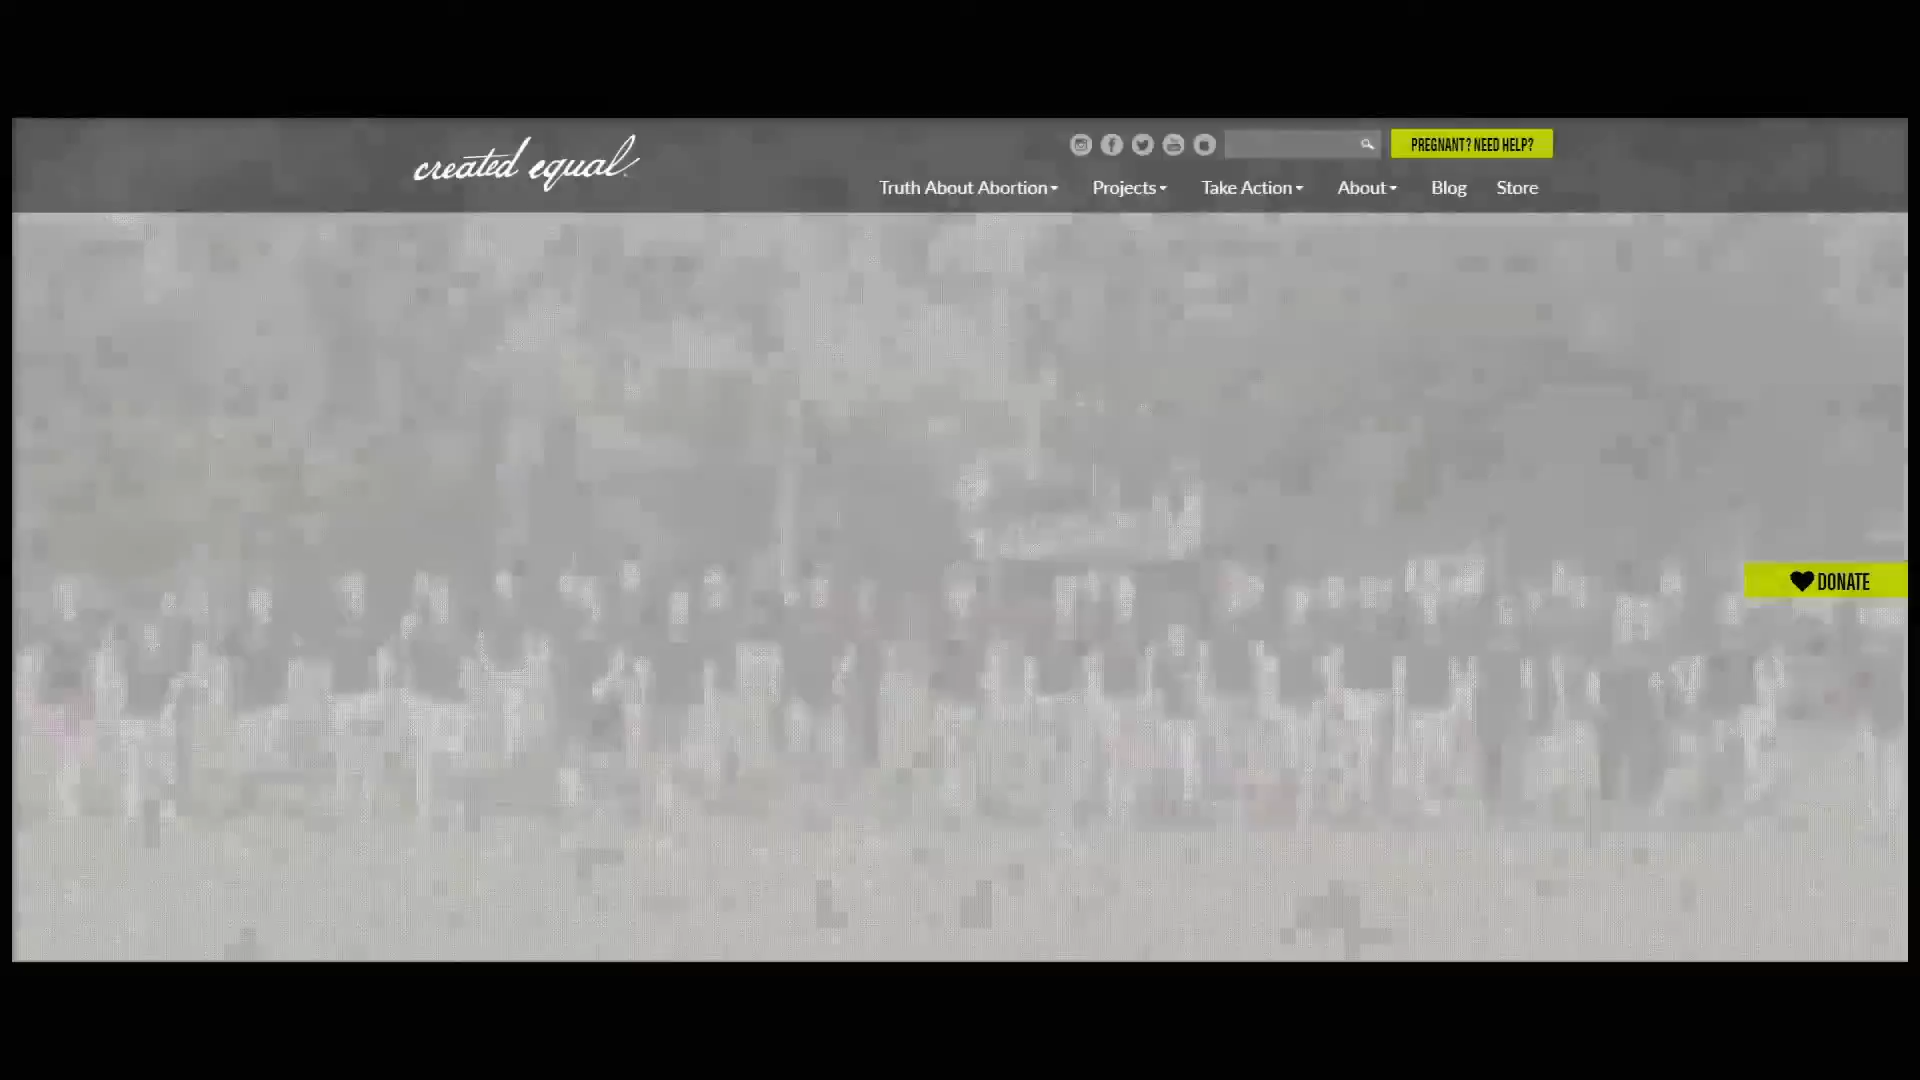 created equal.
PREGNANT? NEED HELP?
Truth About Abortion Projects Take Action About Blog Store
DONATE